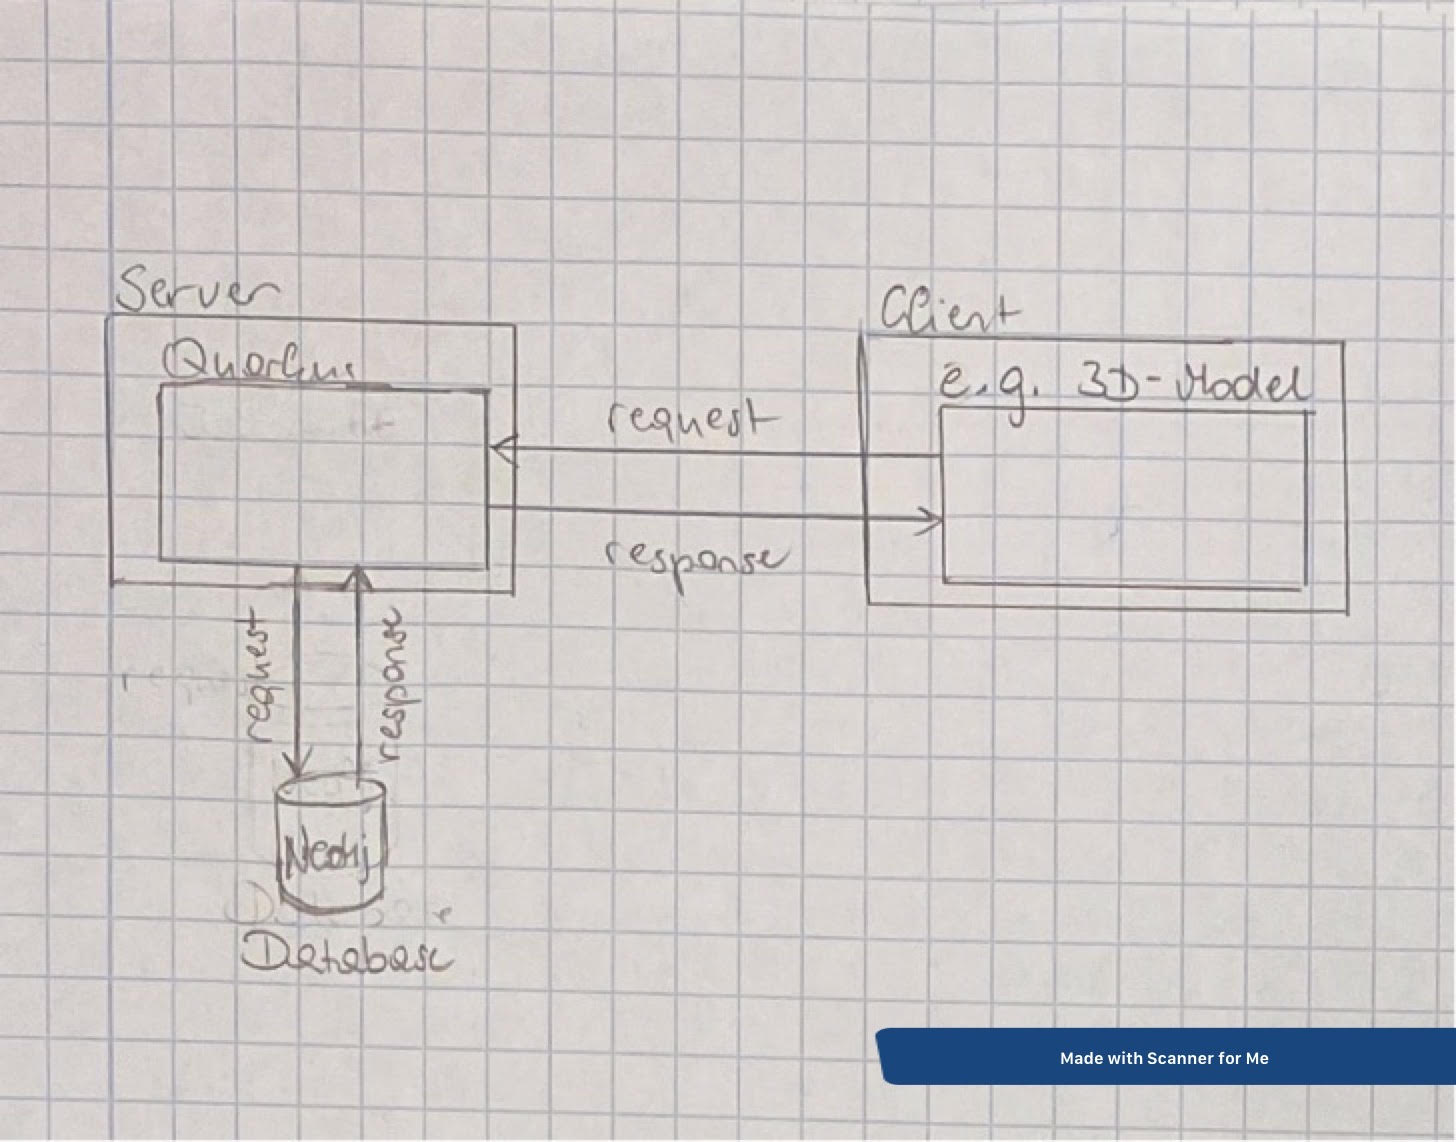 Server
Client
Quarkus
e.g. 3D-Model
request
response
request
response
Neo4j
Database
Made with Scanner for Me